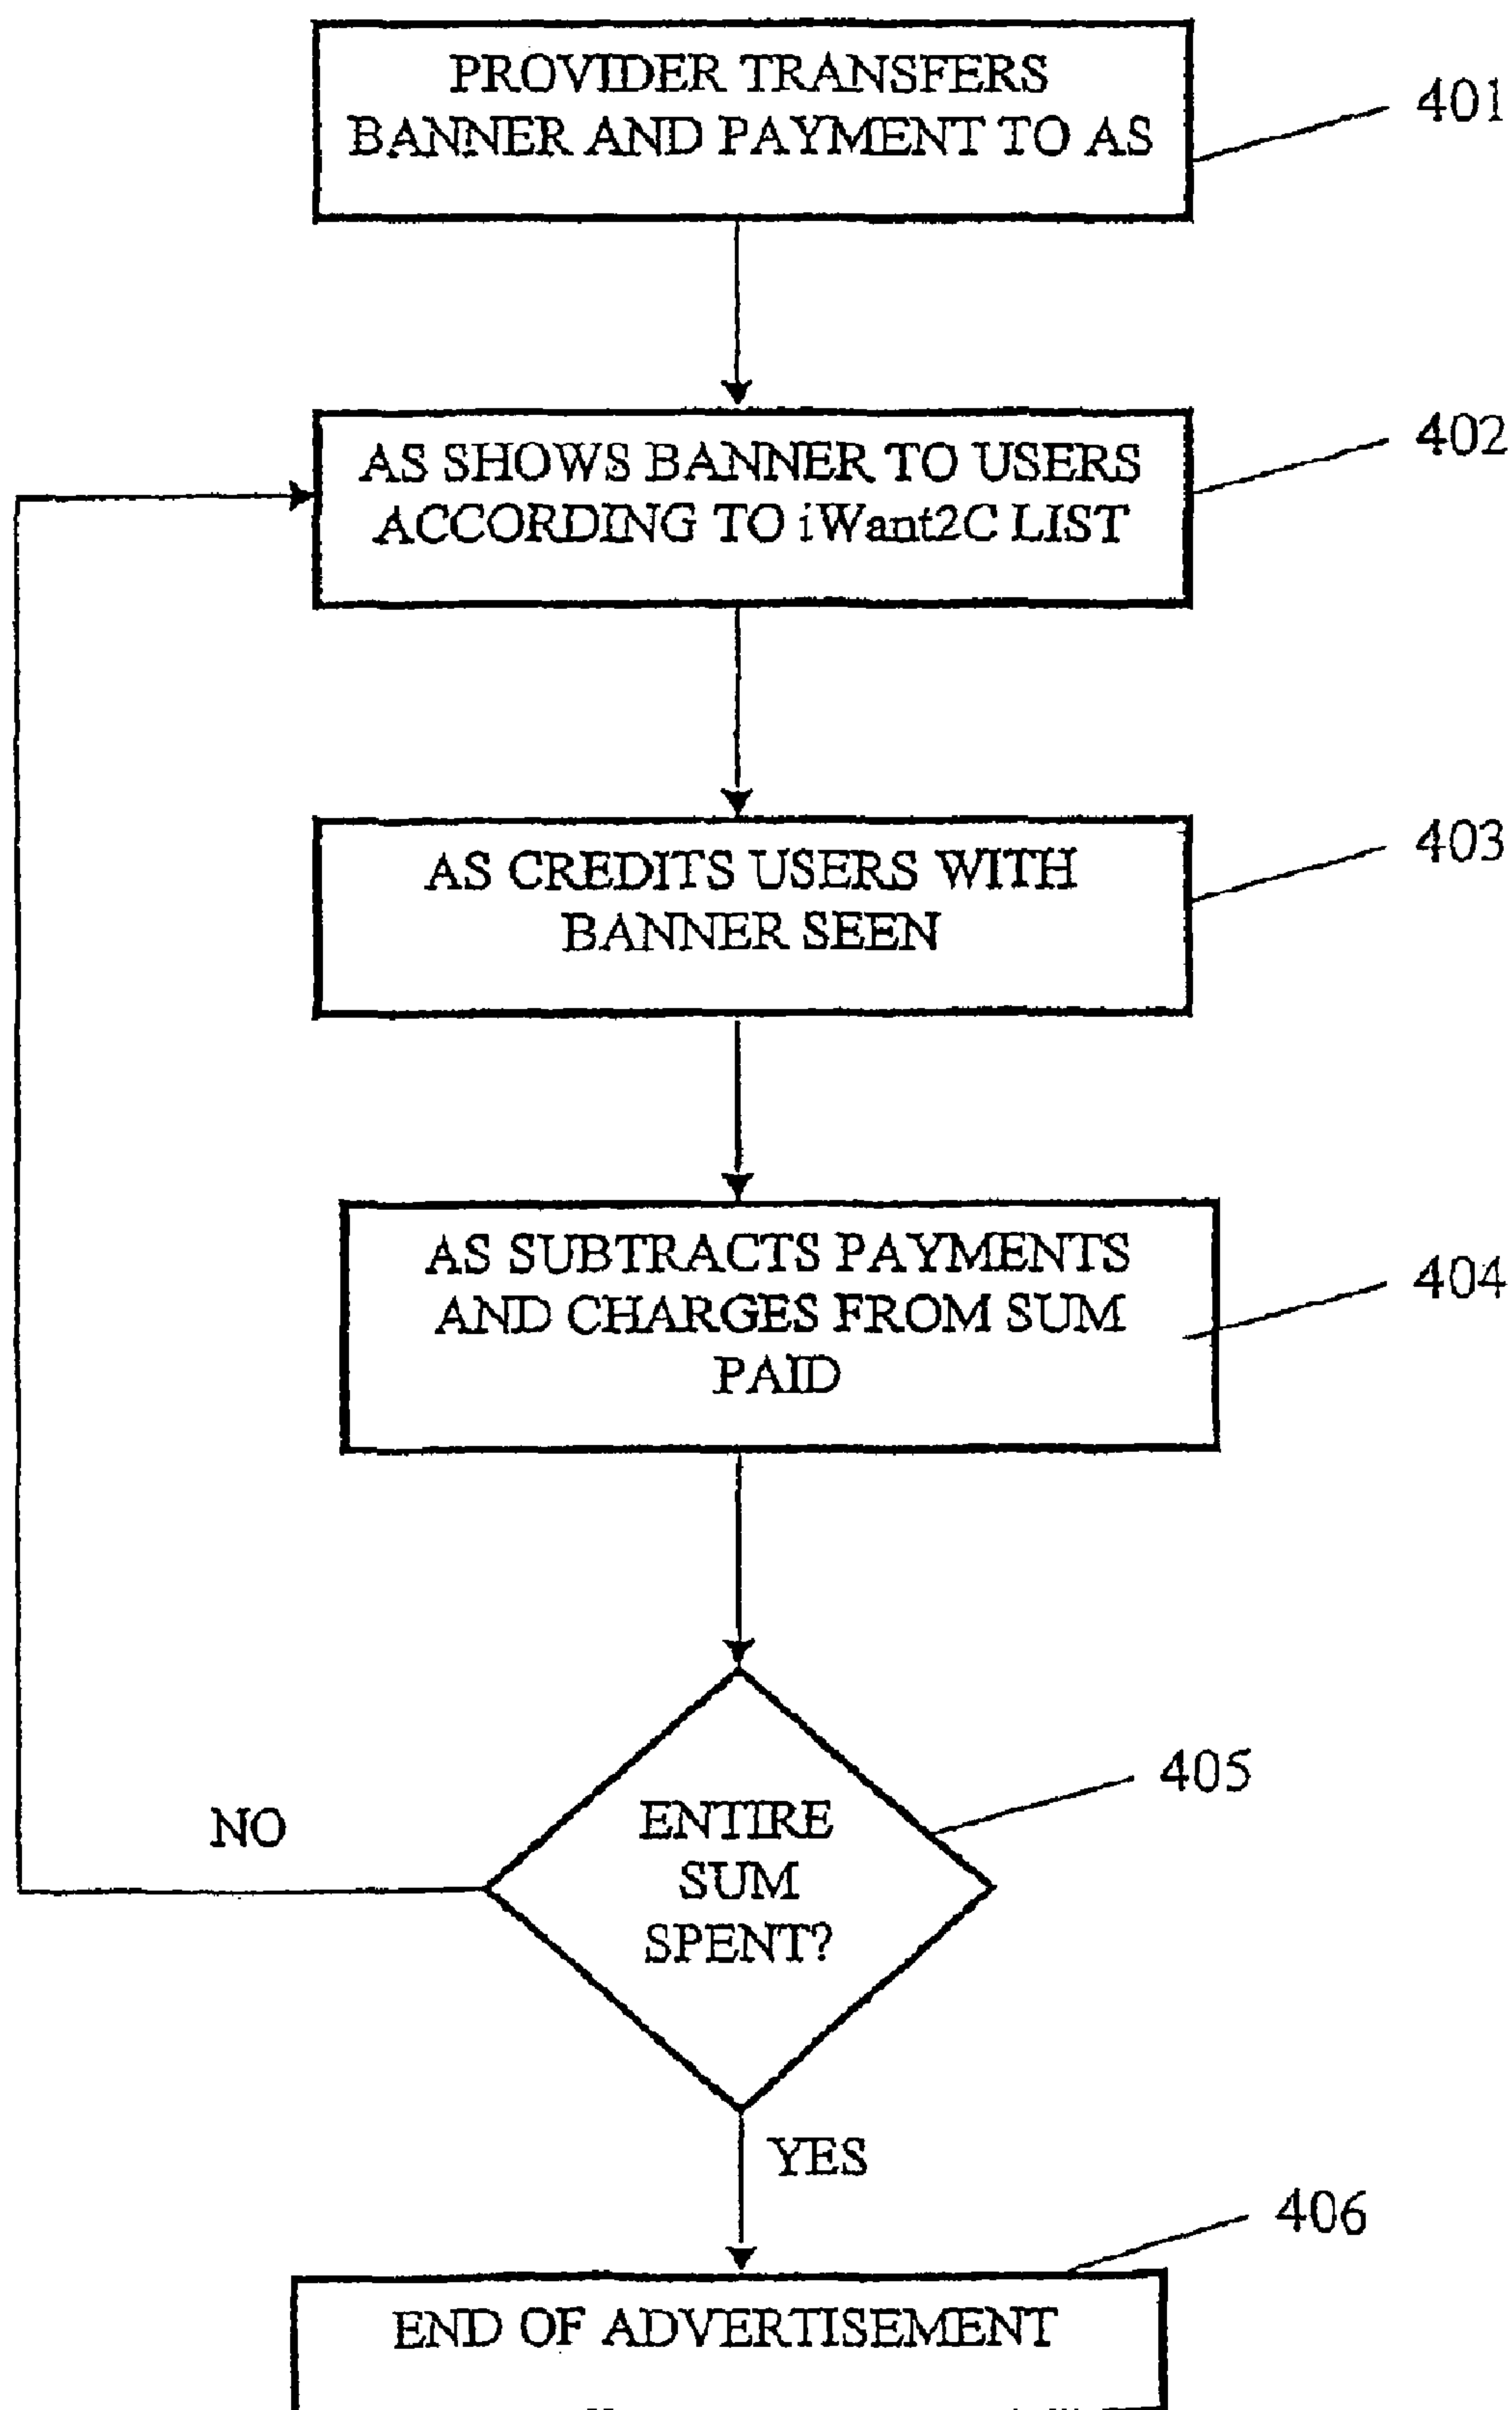 PROVIDER TRANSFERS
BANNER AND PAYMENT TO AS
401
AS SHOWS BANNER TO USERS
ACCORDING TO iWant2C LIST
402
AS CREDITS USERS WITH
BANNER SEEN
403
AS SUBTRACTS PAYMENTS
AND CHARGES FROM SUM
PAID
404
ENTIRE
SUM
SPENT?
405
NO
YES
406
END OF ADVERTISEMENT